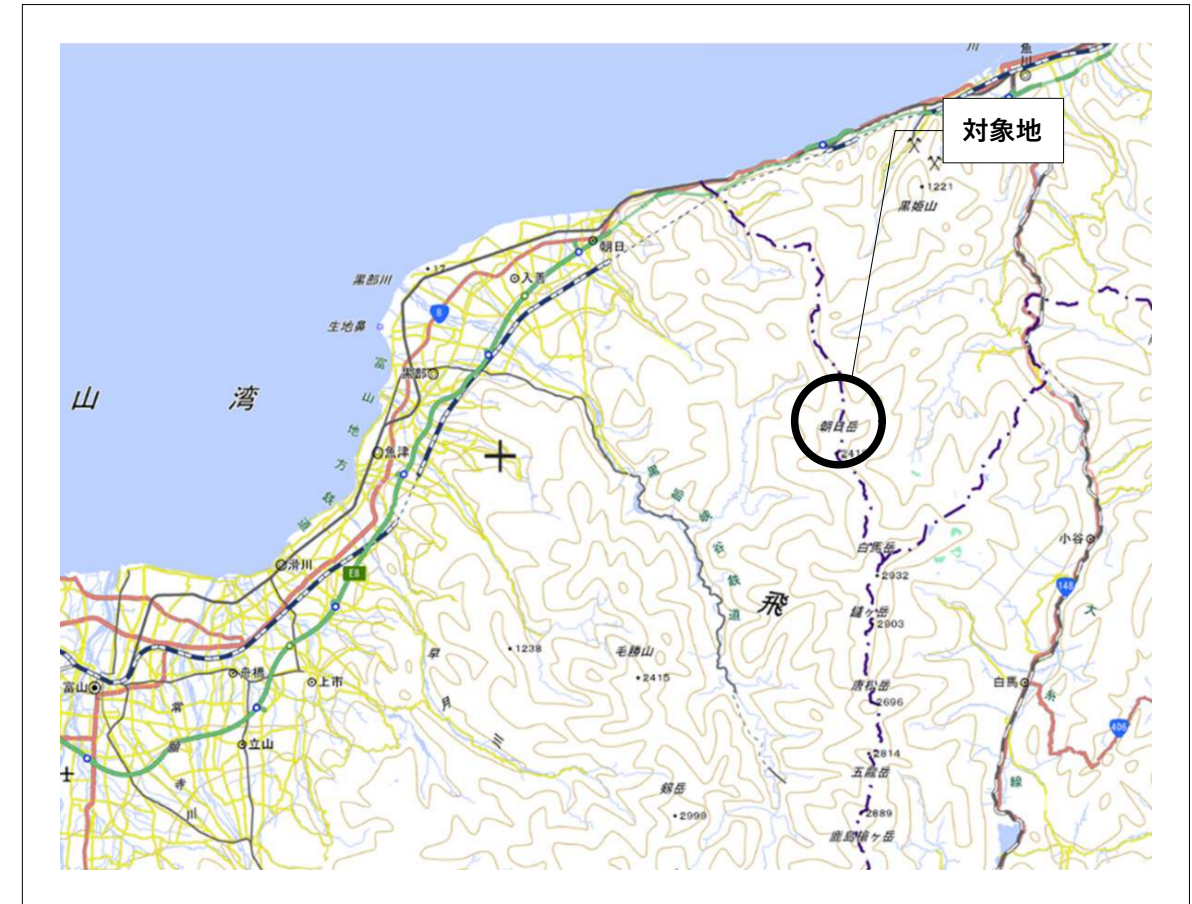 川
魚
川
対象地
1221
黒姫山
朝日
17
入善
黒部川
8
生地鼻
富山地方鉄道
黒部
山　湾
朝日岳
241
魚津
黒部峡谷鉄道
小谷
白馬岳
滑川
E8
2932
148
飛
鑓ヶ岳
2903
大糸線
早月
1238
毛勝山
舟橋
2415
富山
上市
唐松岳
2696
白馬
常願寺川
三
406
立山
2814
五龍岳
剱岳
2999
2889
鹿島槍ヶ岳